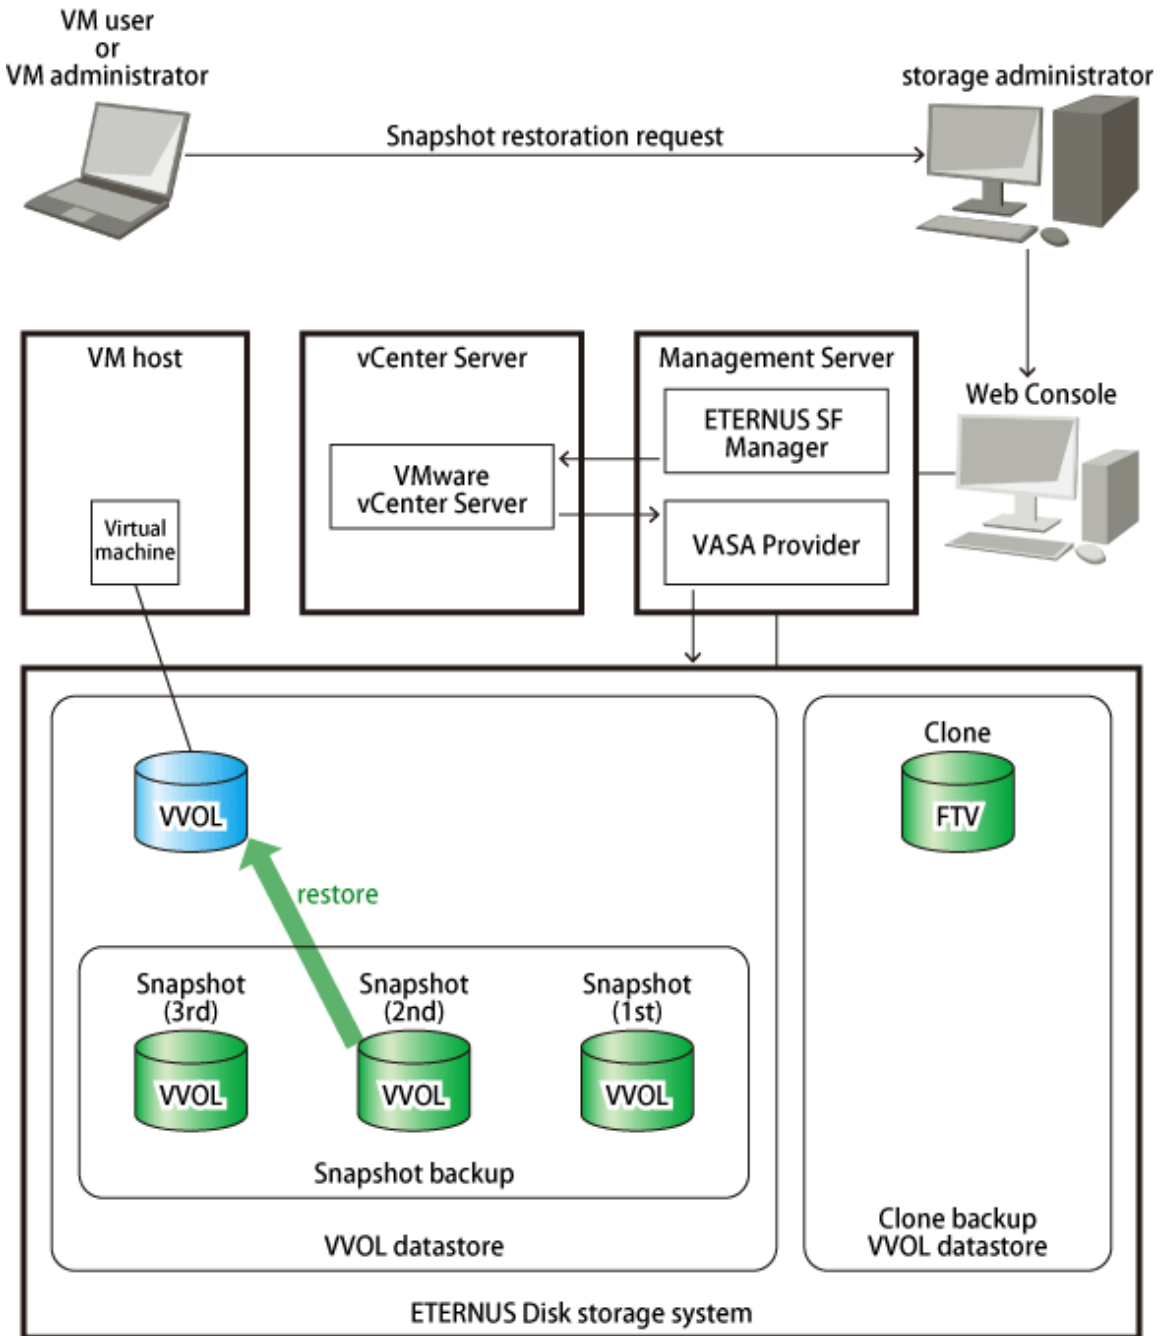 VM user
or
VM administrator
storage administrator
Snapshot restoration request
VM host
vCenter Server
Management Server
Web Console
ETERNUS SF
Manager
VMware
vCenter Server
Virtual
machine
VASA Provider
Clone
VVOL
FTV
restore
Snapshot
(3rd)
Snapshot
(2nd)
Snapshot
(1st)
VVOL
VVOL
VVOL
Snapshot backup
Clone backup
VVOL datastore
VVOL datastore
ETERNUS Disk storage system